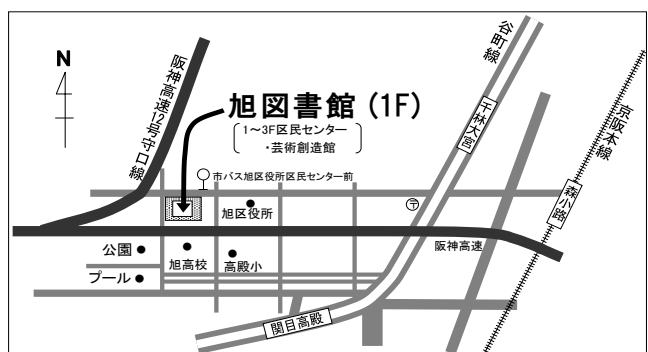 N
阪神高速12号守口線
旭図書館 (1F)
1～3F区民センター
・芸術創造館
市バス旭区役所区民センター前
旭区役所
〒
谷町線
千林大宮
京阪本線
森小路
阪神高速
公園
プール
旭高校
高殿小
関目高殿